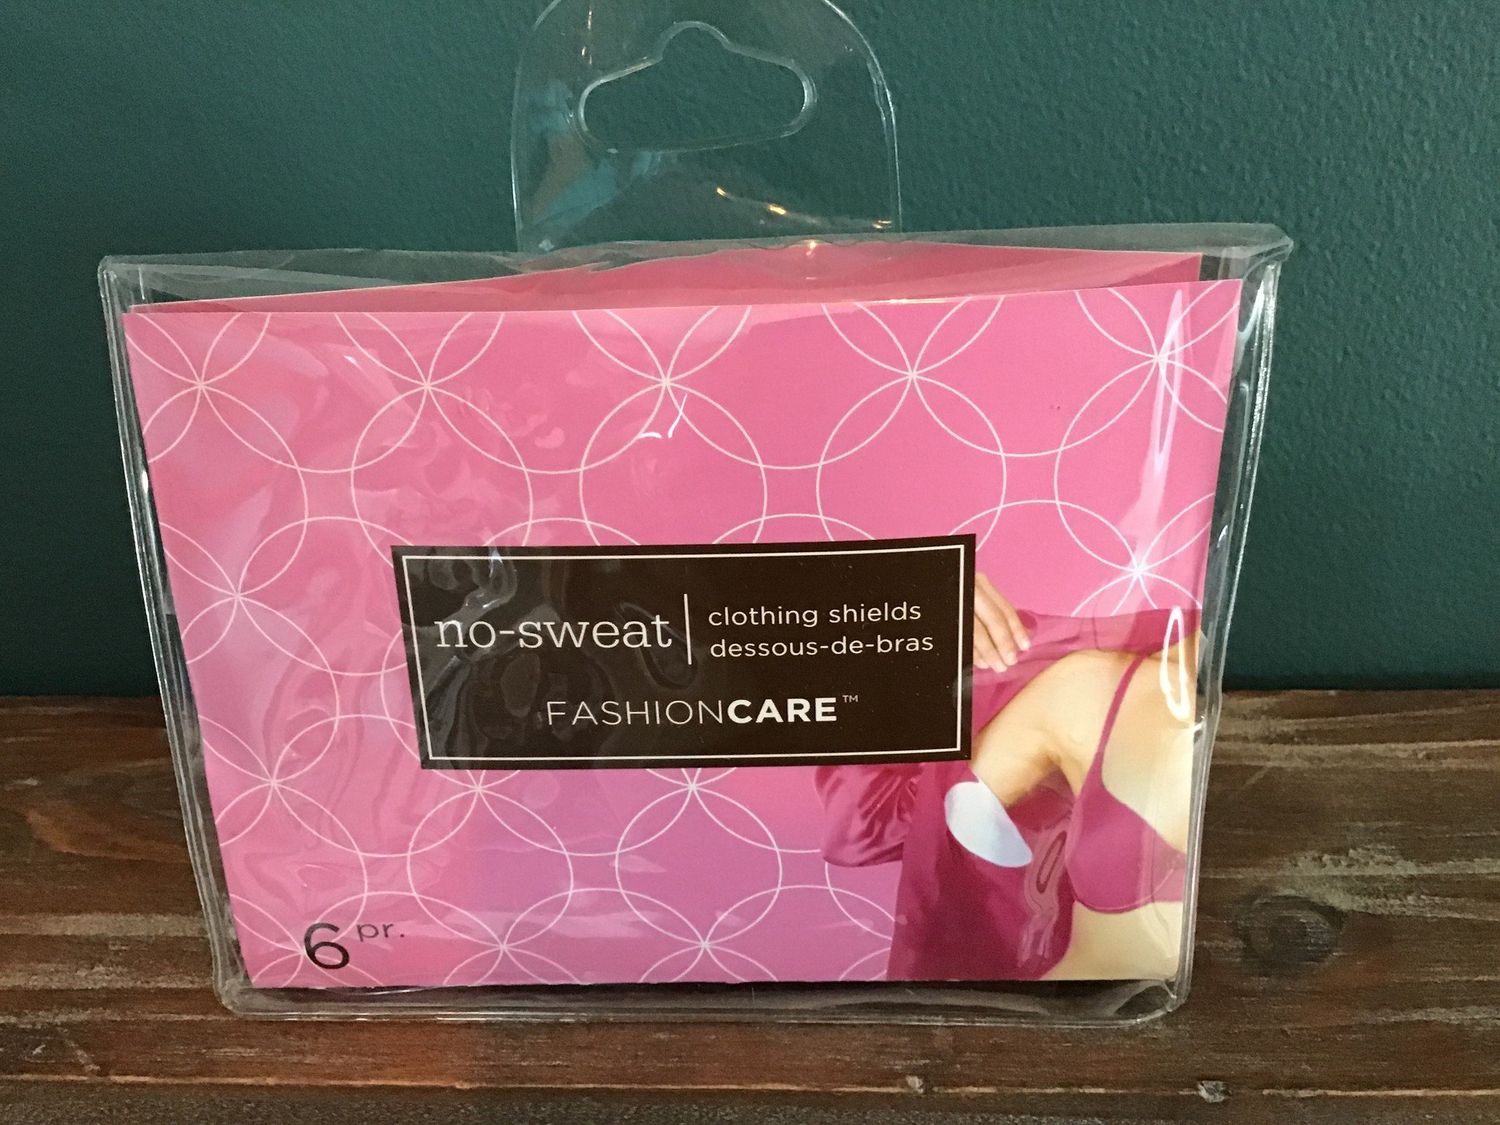 no-sweat
clothing shields
dessous-de-bras
FASHIONCARE™
6 pr.